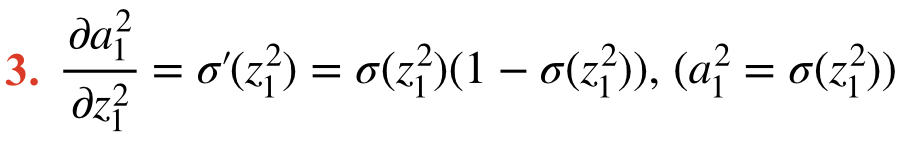 3. ∂a₁²/∂z₁² = σ′(z₁²) = σ(z₁²)(1 − σ(z₁²)), (a₁² = σ(z₁²))